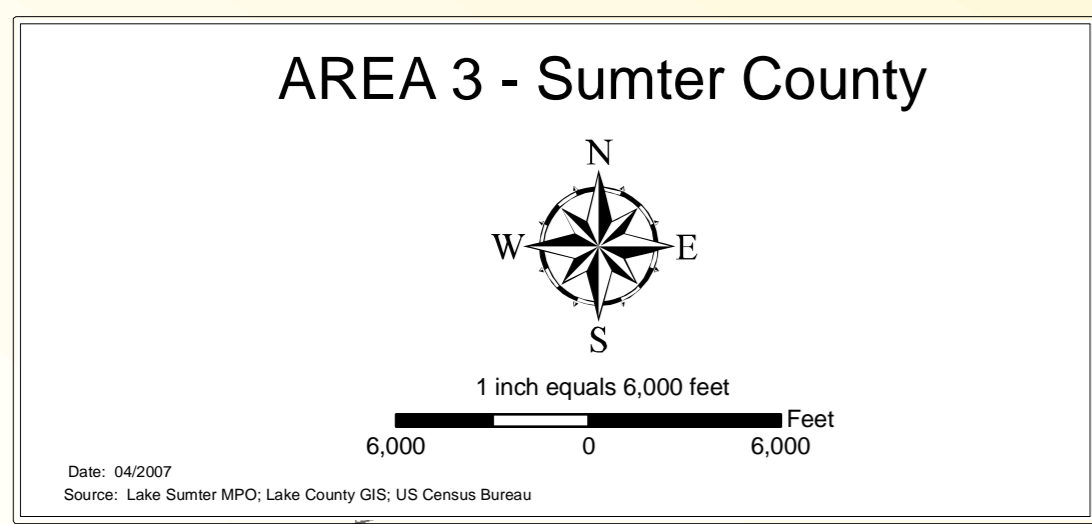 AREA 3 - Sumter County
N
W E
S
1 inch equals 6,000 feet
Feet
6,000 0 6,000
Date: 04/2007
Source: Lake Sumter MPO; Lake County GIS; US Census Bureau